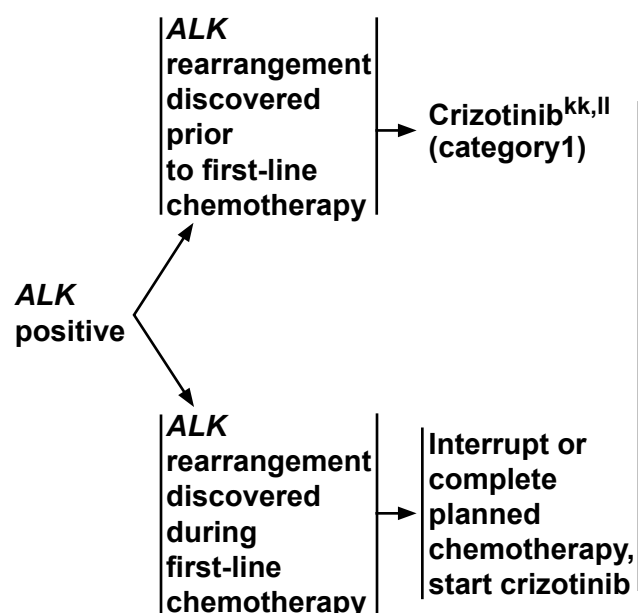 ALK
rearrangement
discovered
prior
to first-line
chemotherapy
Crizotinibkk,ll
(category1)
ALK
positive
ALK
rearrangement
discovered
during
first-line
chemotherapy
Interrupt or
complete
planned
chemotherapy,
start crizotinib